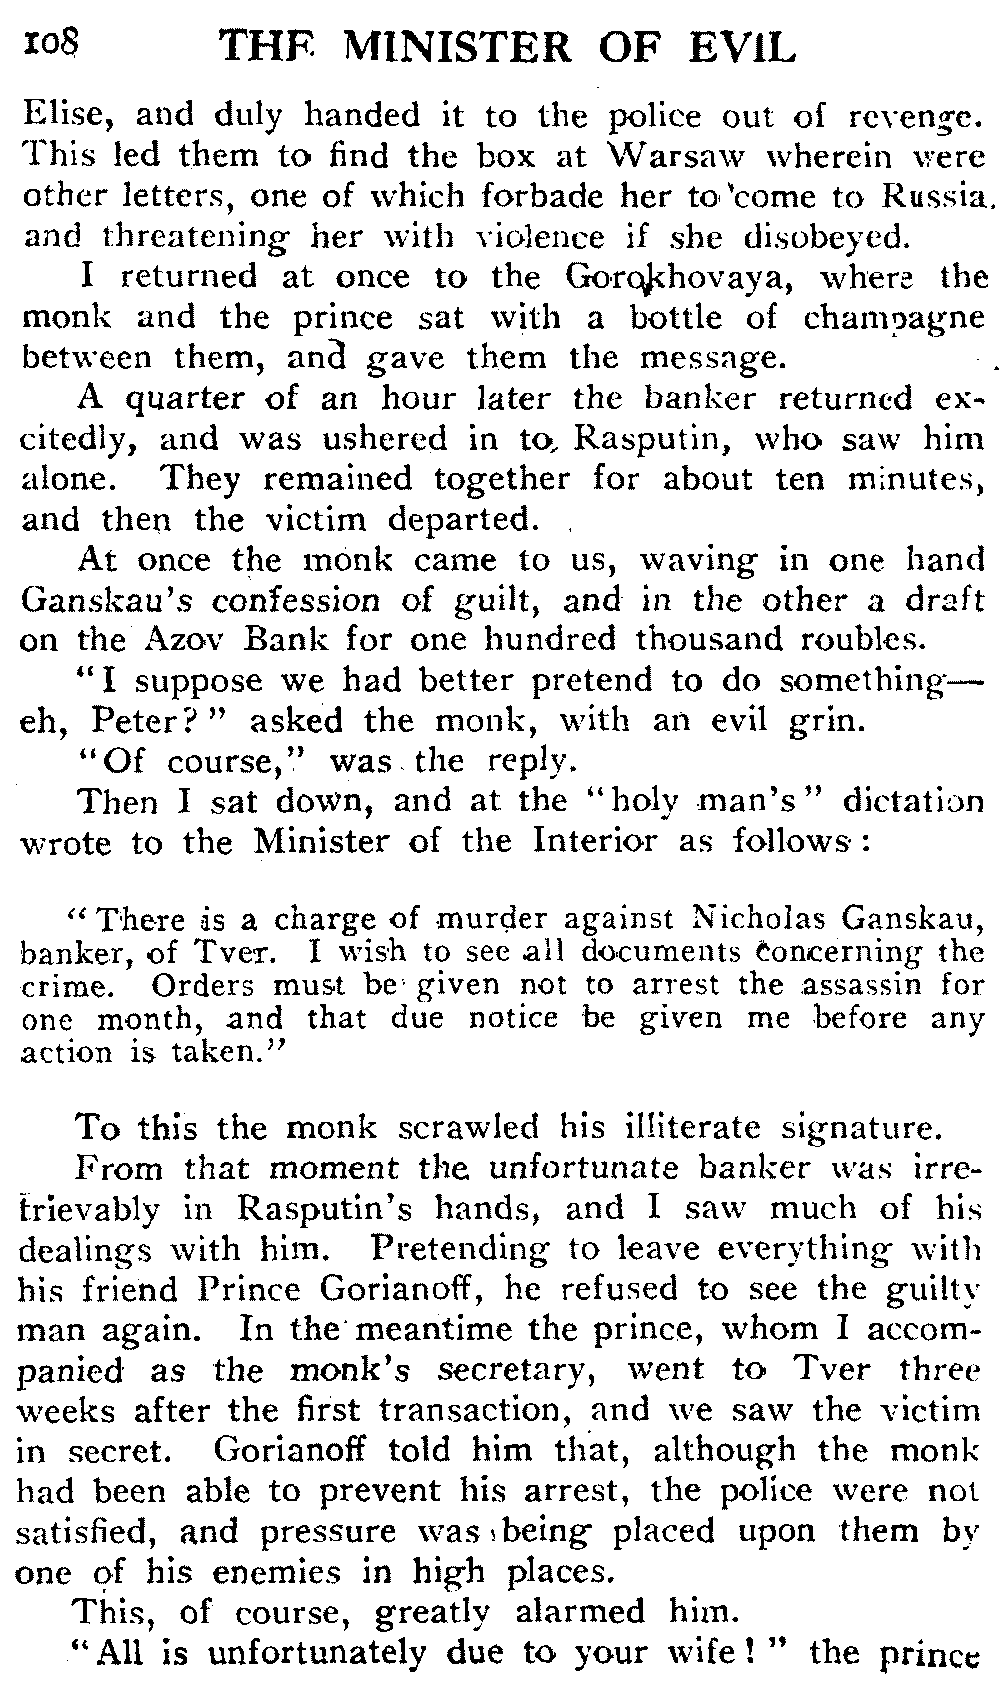 108 THE MINISTER OF EVIL
Elise, and duly handed it to the police out of revenge.
This led them to find the box at Warsaw wherein were
other letters, one of which forbade her to come to Russia,
and threatening her with violence if she disobeyed.
I returned at once to the Gorokhovaya, where the
monk and the prince sat with a bottle of champagne
between them, and gave them the message.
A quarter of an hour later the banker returned ex-
citedly, and was ushered in to Rasputin, who saw him
alone. They remained together for about ten minutes,
and then the victim departed.
At once the monk came to us, waving in one hand
Ganskau's confession of guilt, and in the other a draft
on the Azov Bank for one hundred thousand roubles.
"I suppose we had better pretend to do something—
eh, Peter?" asked the monk, with an evil grin.
"Of course," was the reply.
Then I sat down, and at the "holy man's" dictation
wrote to the Minister of the Interior as follows:
"There is a charge of murder against Nicholas Ganskau,
banker, of Tver. I wish to see all documents concerning the
crime. Orders must be given not to arrest the assassin for
one month, and that due notice be given me before any
action is taken."
To this the monk scrawled his illiterate signature.
From that moment the unfortunate banker was irre-
trievably in Rasputin's hands, and I saw much of his
dealings with him. Pretending to leave everything with
his friend Prince Gorianoff, he refused to see the guilty
man again. In the meantime the prince, whom I accom-
panied as the monk's secretary, went to Tver three
weeks after the first transaction, and we saw the victim
in secret. Gorianoff told him that, although the monk
had been able to prevent his arrest, the police were not
satisfied, and pressure was being placed upon them by
one of his enemies in high places.
This, of course, greatly alarmed him.
"All is unfortunately due to your wife!" the prince